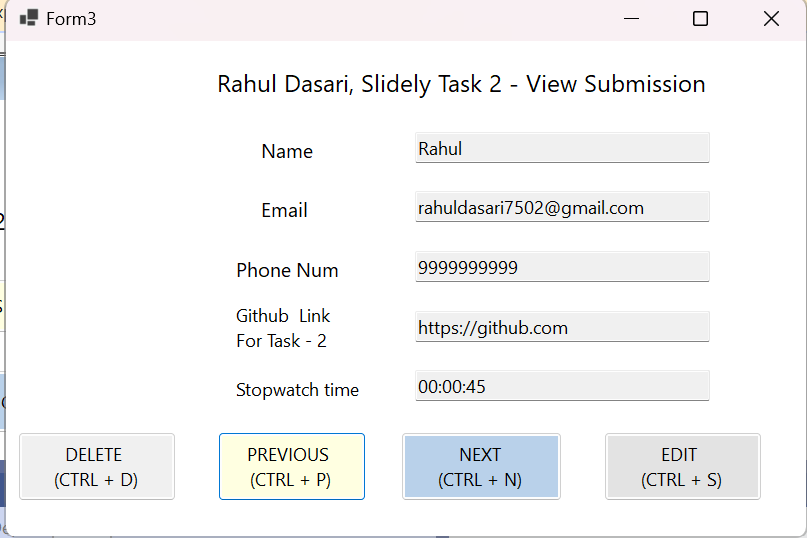 Form3
Rahul Dasari, Slidely Task 2 - View Submission
Name
Rahul
Email
rahuldasari7502@gmail.com
Phone Num
9999999999
Github Link
For Task - 2
https://github.com
Stopwatch time
00:00:45
DELETE
(CTRL + D)
PREVIOUS
(CTRL + P)
NEXT
(CTRL + N)
EDIT
(CTRL + S)